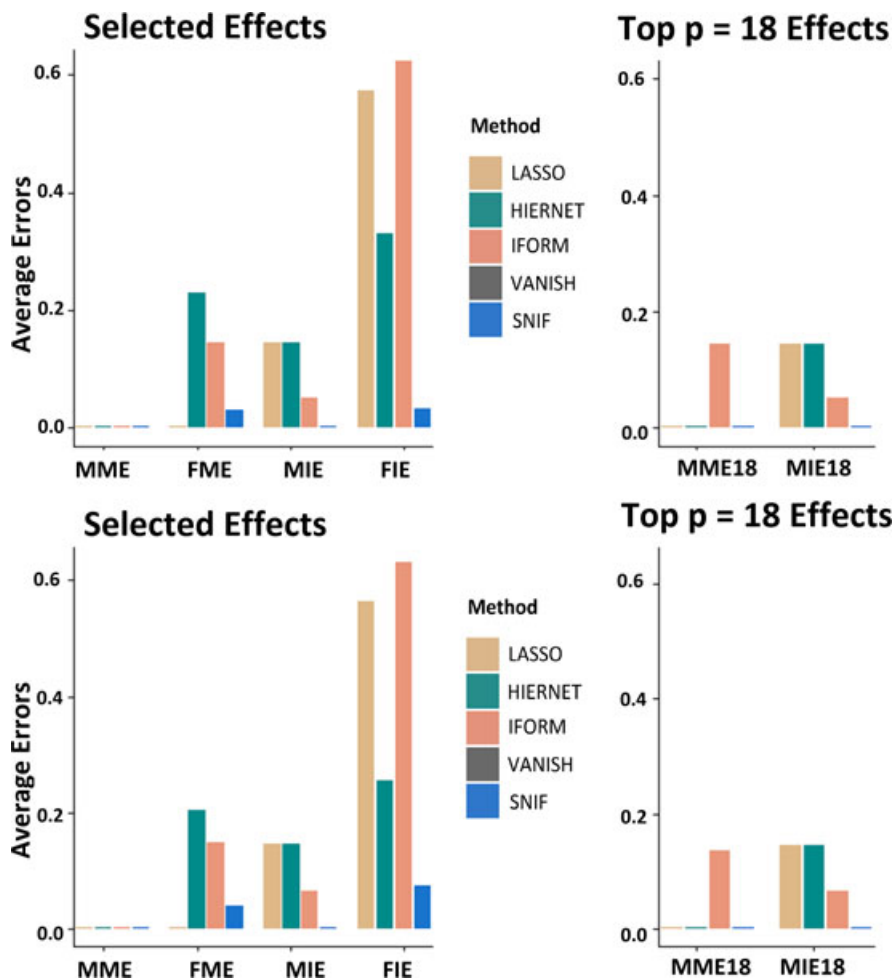 Selected Effects
Average Errors
0.6
0.4
0.2
0.0
MME FME MIE FIE
Method
LASSO
HIERNET
IFORM
VANISH
SNIF
Top p = 18 Effects
0.6
0.4
0.2
0.0
MME18 MIE18
Selected Effects
Average Errors
0.6
0.4
0.2
0.0
MME FME MIE FIE
Method
LASSO
HIERNET
IFORM
VANISH
SNIF
Top p = 18 Effects
0.6
0.4
0.2
0.0
MME18 MIE18